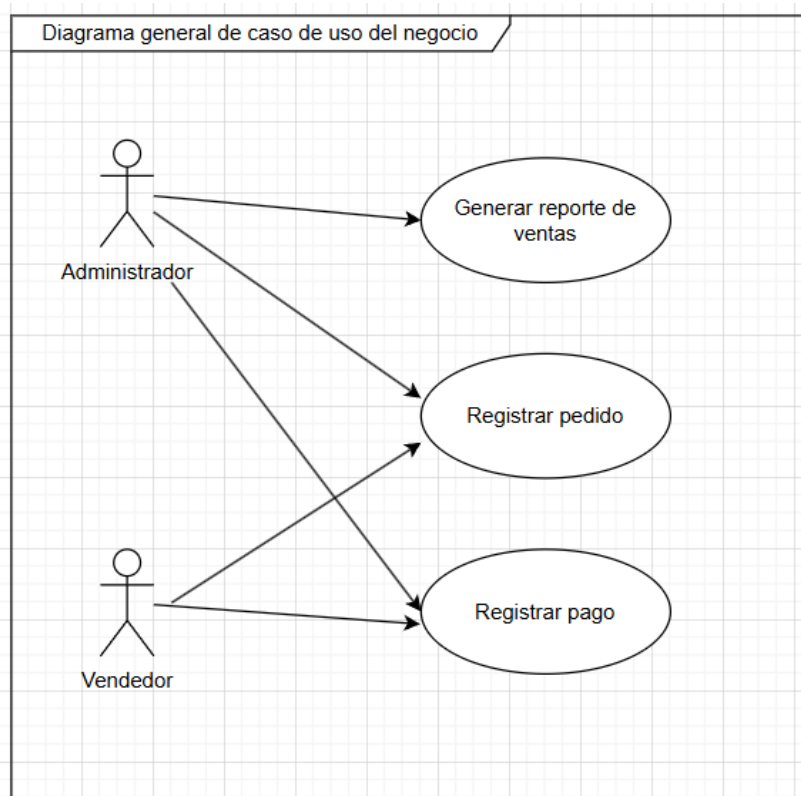 Diagrama general de caso de uso del negocio
Generar reporte de
ventas
Administrador
Registrar pedido
Registrar pago
Vendedor